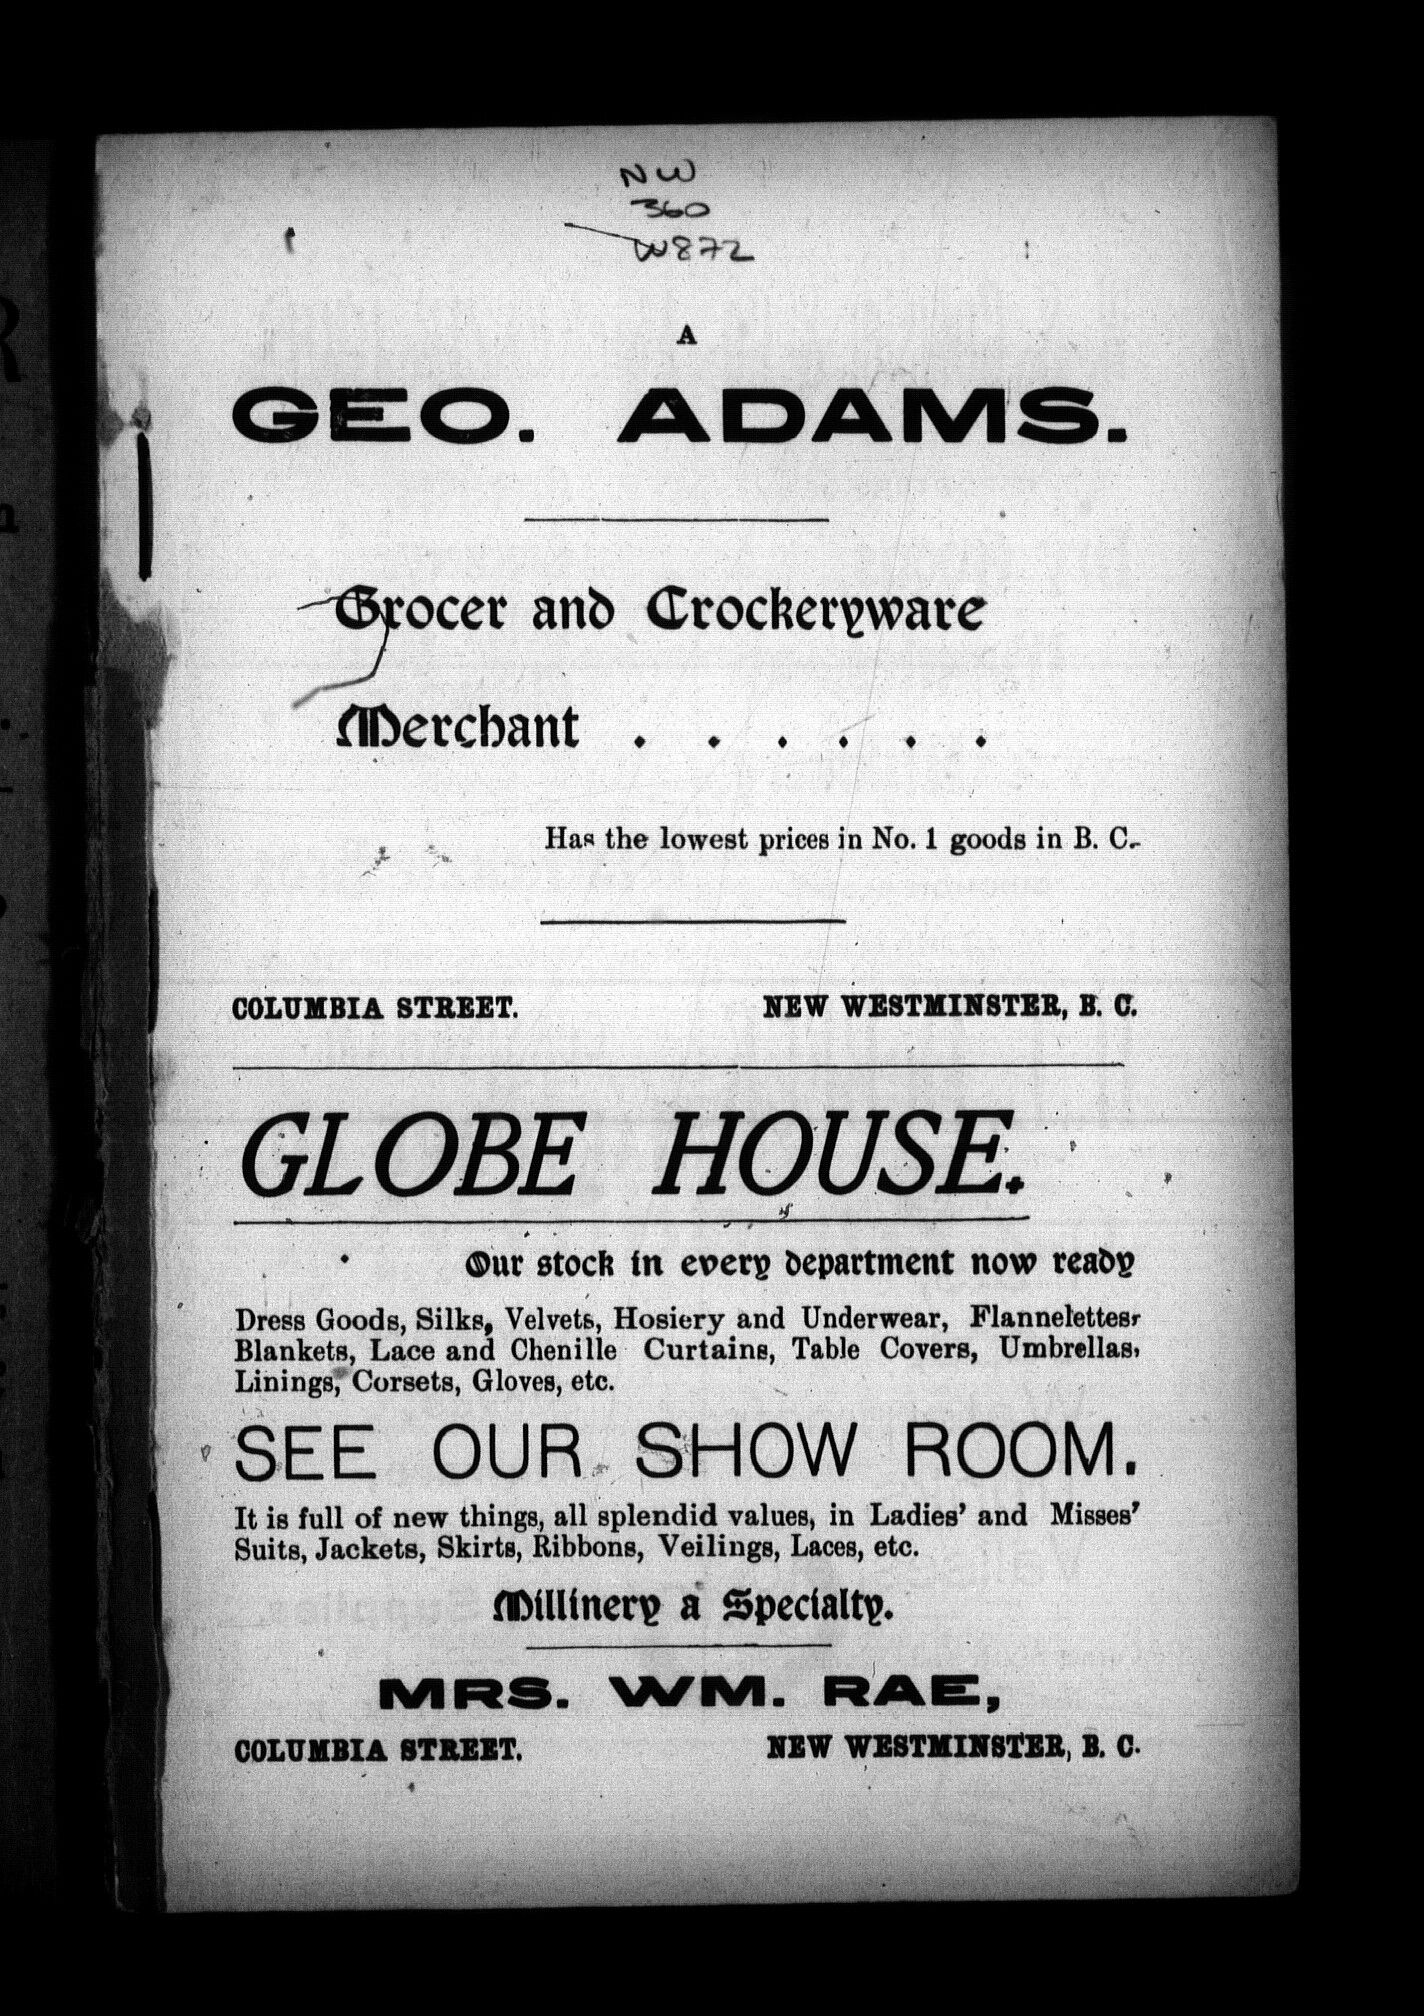 NW
360
W872
A
GEO. ADAMS.
Grocer and Crockeryware
Merchant . . . . . .
Has the lowest prices in No. 1 goods in B. C.
COLUMBIA STREET. NEW WESTMINSTER, B. C.
GLOBE HOUSE.
Our stock in every department now ready
Dress Goods, Silks, Velvets, Hosiery and Underwear, Flannelettes,
Blankets, Lace and Chenille Curtains, Table Covers, Umbrellas,
Linings, Corsets, Gloves, etc.
SEE OUR SHOW ROOM.
It is full of new things, all splendid values, in Ladies' and Misses'
Suits, Jackets, Skirts, Ribbons, Veilings, Laces, etc.
Millinery a Specialty.
MRS. WM. RAE,
COLUMBIA STREET. NEW WESTMINSTER, B. C.